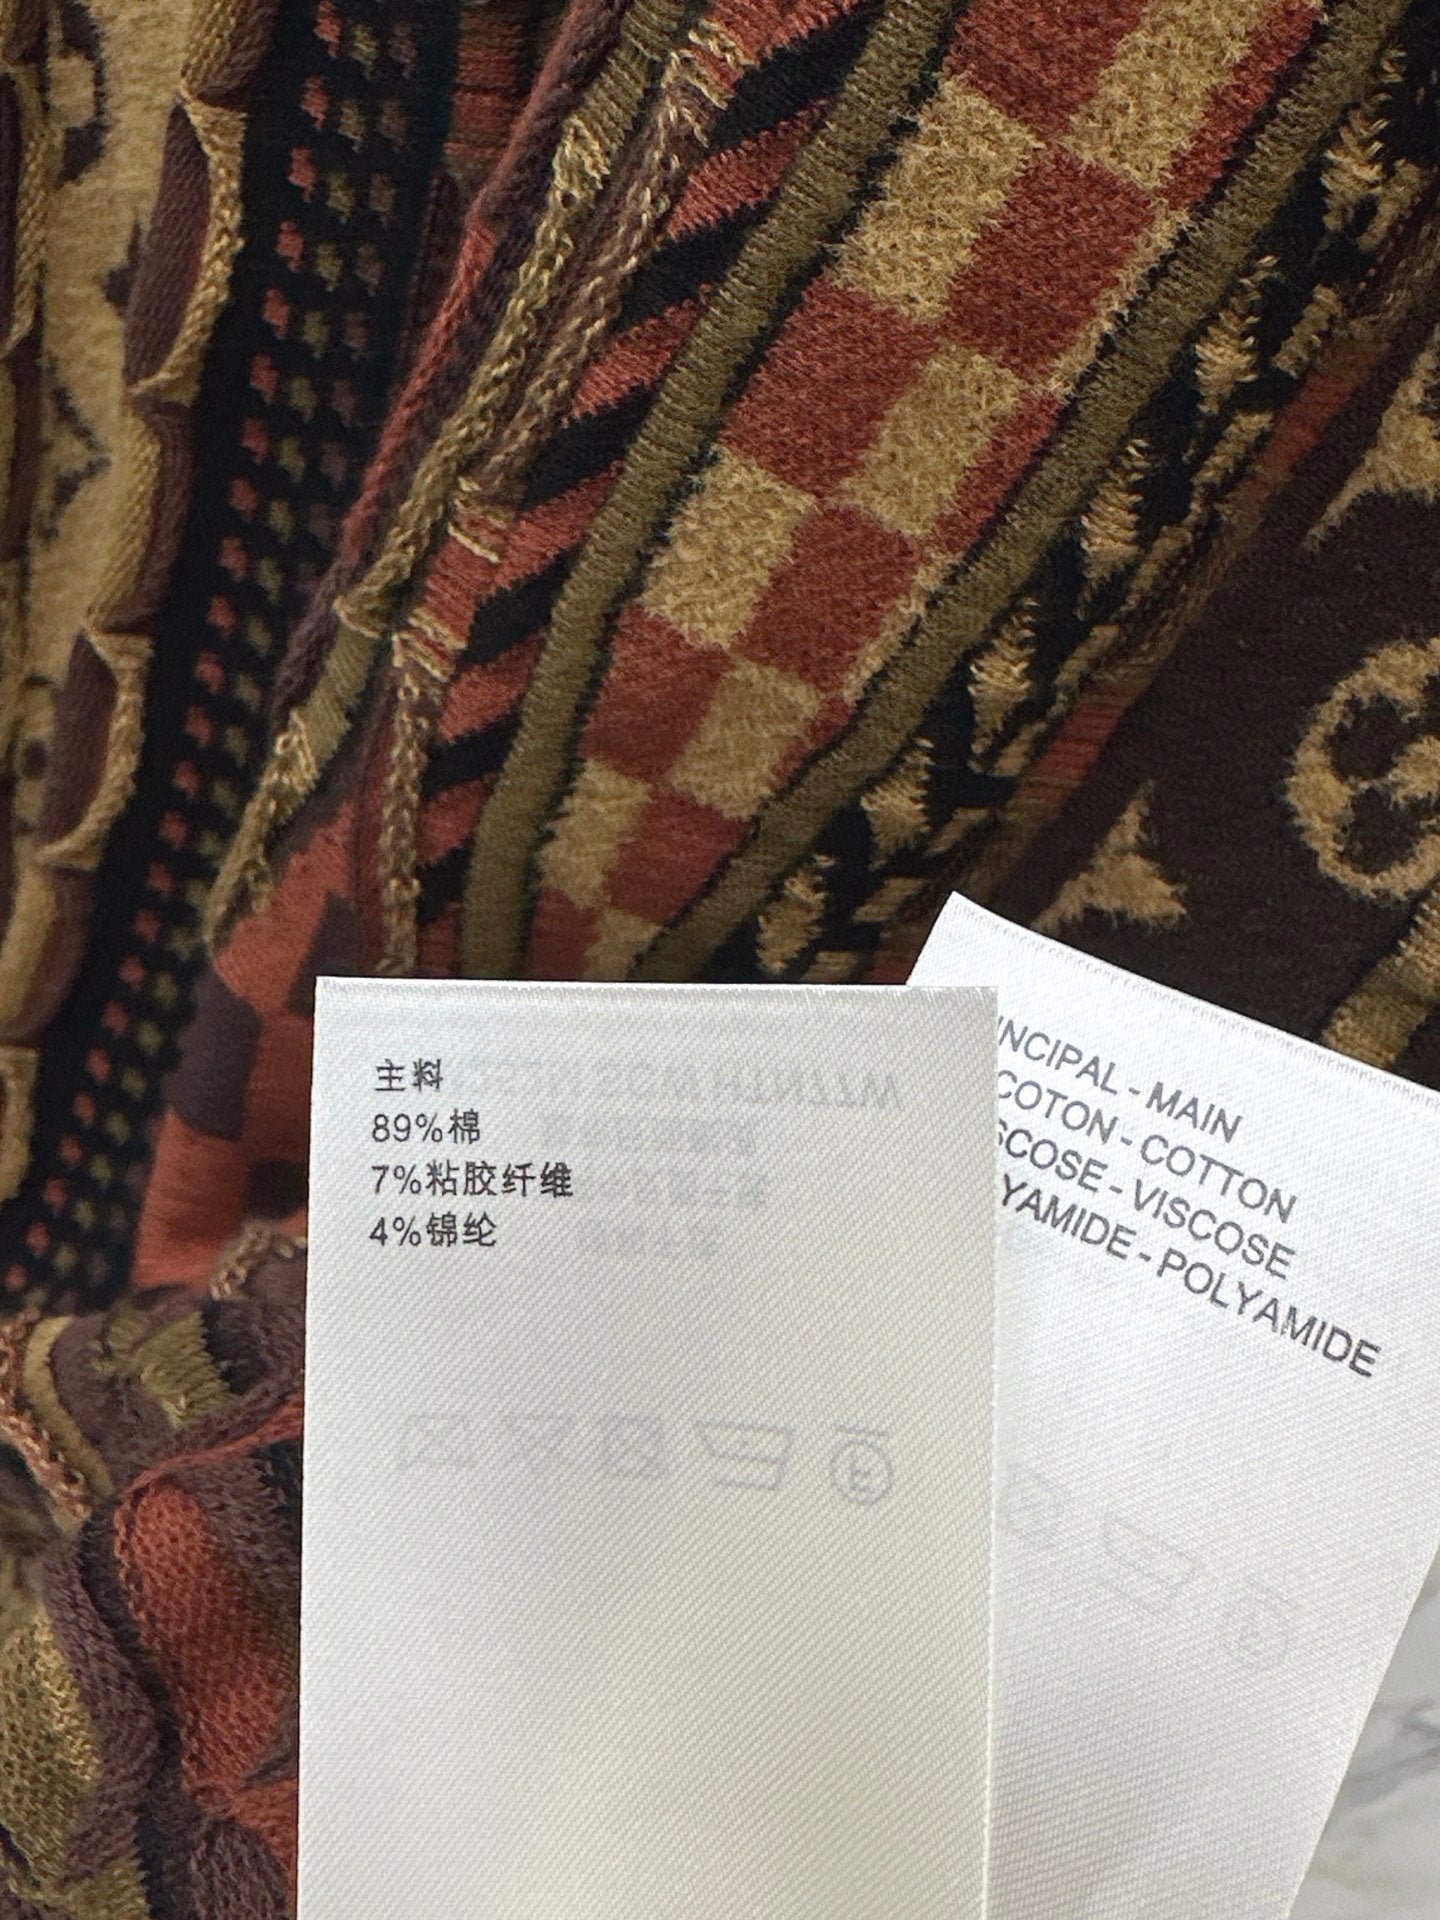 主料
89%棉
7%粘胶纤维
4%锦纶
INCIPAL - MAIN
COTON - COTTON
SCOSE - VISCOSE
YAMIDE - POLYAMIDE